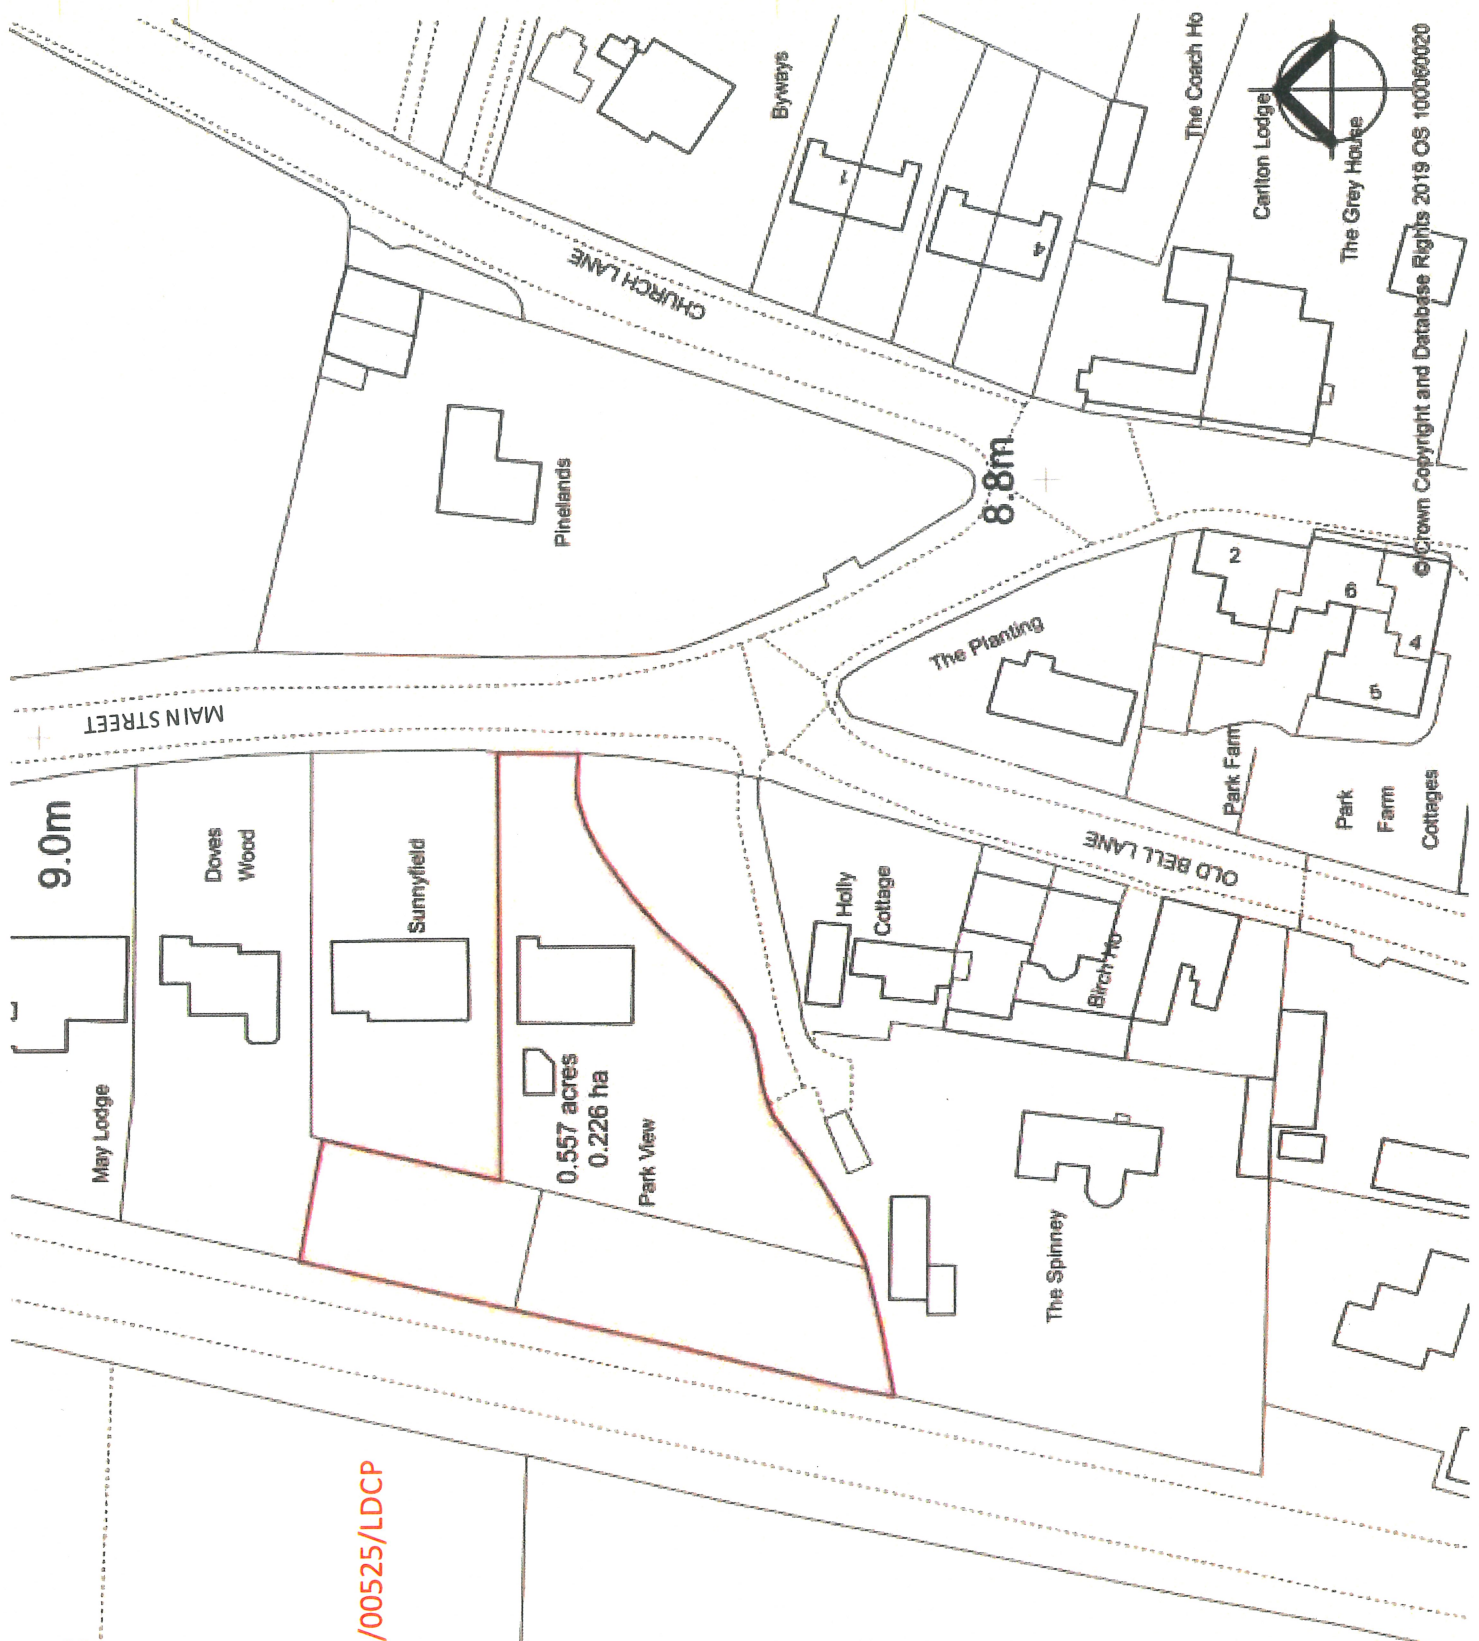 Byways
The Coach Ho
Carlton Lodge
The Grey House
© Crown Copyright and Database Rights 2019 OS 100060020
1
4
CHURCH LANE
Pinelands
8.8m
2
6
4
5
The Planting
MAIN STREET
Park Farm
Park
Farm
Cottages
9.0m
Doves
Wood
Sunnyfield
Holly
Cottage
OLD BELL LANE
Birch Ho
May Lodge
0.557 acres
0.226 ha
Park View
The Spinney
/00525/LDCP